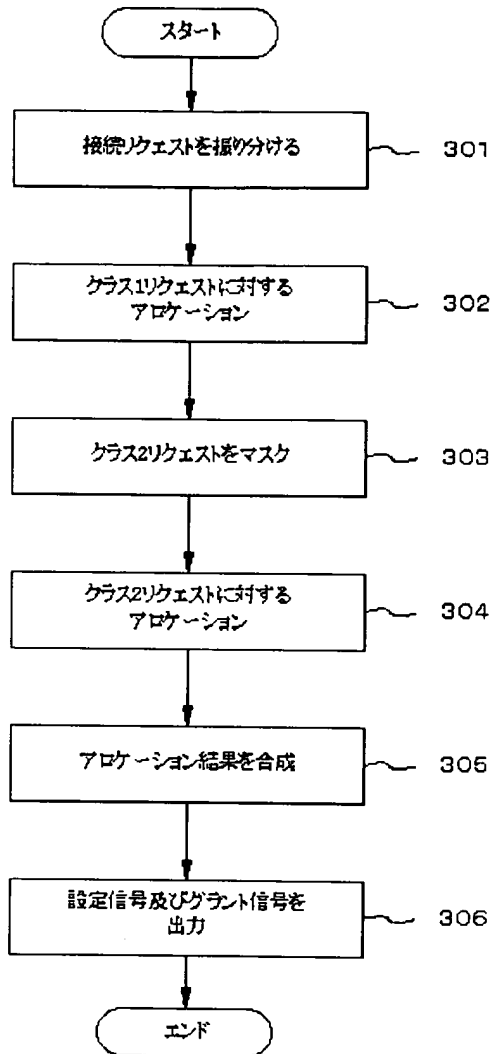 スタート
接続リクエストを振り分ける
301
クラス1リクエストに対する
アロケーション
302
クラス2リクエストをマスク
303
クラス2リクエストに対する
アロケーション
304
アロケーション結果を合成
305
設定信号及びグラント信号を
出力
306
エンド